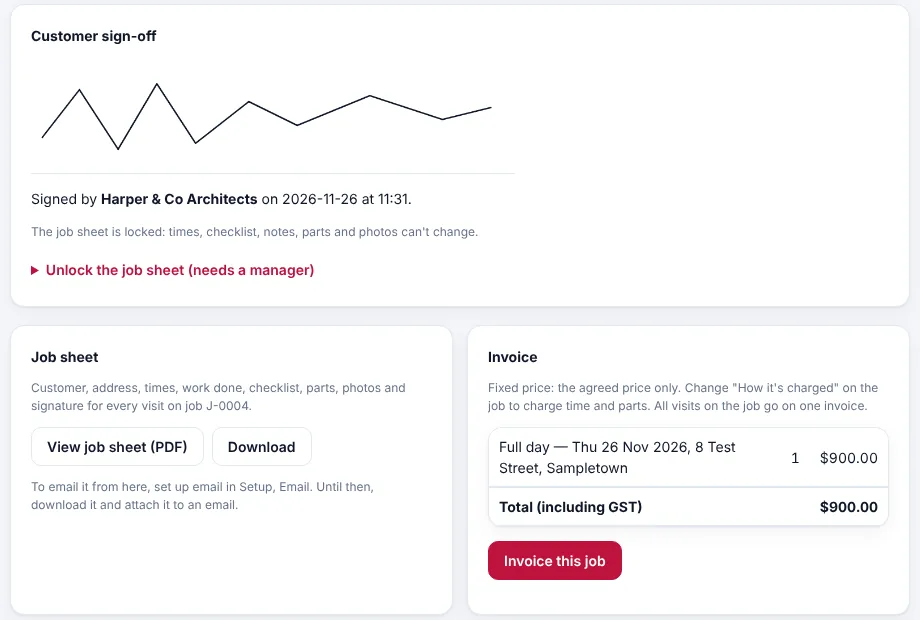 Customer sign-off
Signed by Harper & Co Architects on 2026-11-26 at 11:31.
The job sheet is locked: times, checklist, notes, parts and photos can't change.
Unlock the job sheet (needs a manager)
Job sheet
Customer, address, times, work done, checklist, parts, photos and
signature for every visit on job J-0004.
View job sheet (PDF)
Download
To email it from here, set up email in Setup, Email. Until then,
download it and attach it to an email.
Invoice
Fixed price: the agreed price only. Change "How it's charged" on the
job to charge time and parts. All visits on the job go on one invoice.
Full day — Thu 26 Nov 2026, 8 Test
Street, Sampletown
1 $900.00
Total (including GST) $900.00
Invoice this job